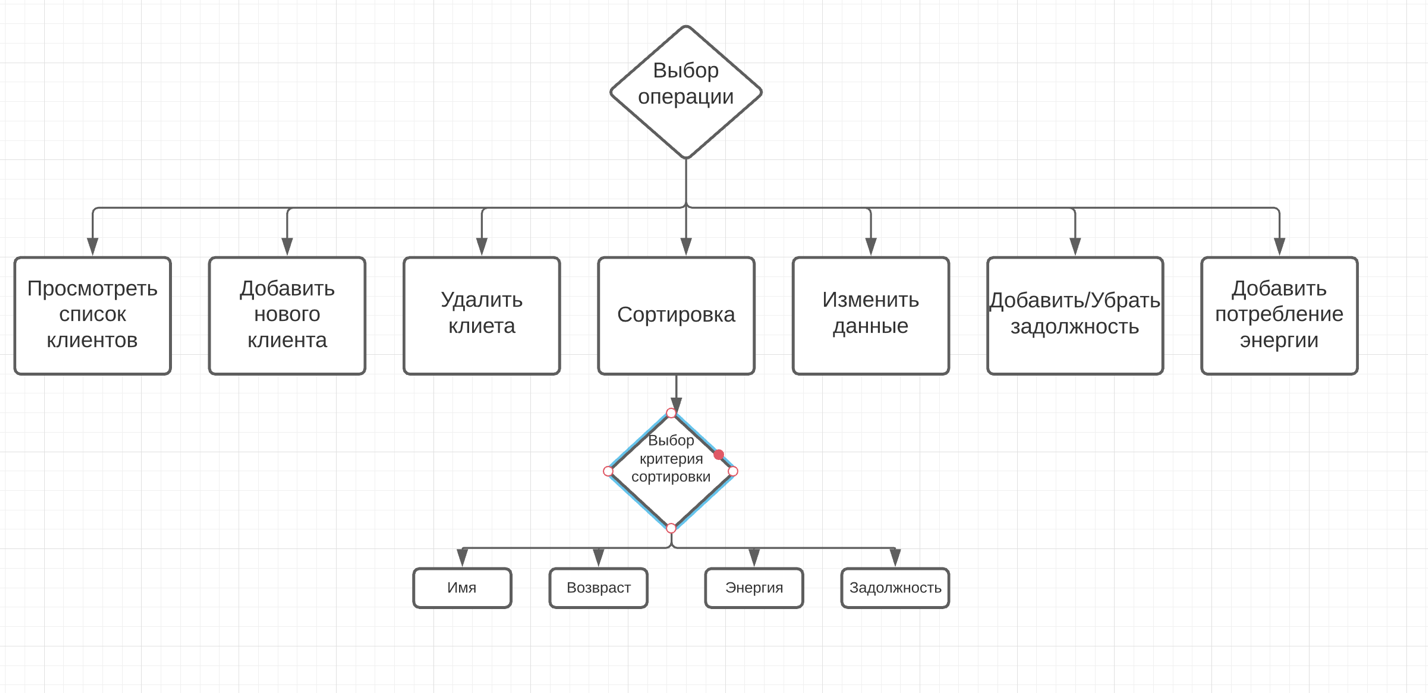 Выбор
операции
Просмотреть
список
клиентов
Добавить
нового
клиента
Удалить
клиета
Сортировка
Изменить
данные
Добавить/Убрать
задолжность
Добавить
потребление
энергии
Выбор
критерия
сортировки
Имя
Возвраст
Энергия
Задолжность